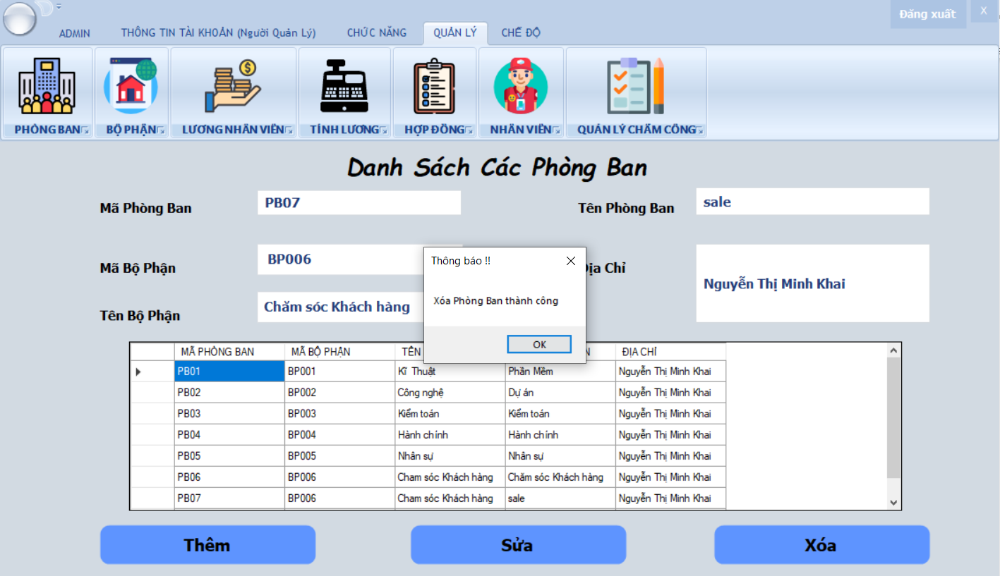 Đăng xuất
X
ADMIN THÔNG TIN TÀI KHOẢN (Người Quản Lý) CHỨC NĂNG QUẢN LÝ CHẾ ĐỘ
PHÒNG BAN BỘ PHẬN LƯƠNG NHÂN VIÊN TÍNH LƯƠNG HỢP ĐỒNG NHÂN VIÊN QUẢN LÝ CHẤM CÔNG
Danh Sách Các Phòng Ban
Mã Phòng Ban PB07 Tên Phòng Ban sale
Mã Bộ Phận BP006 Địa Chỉ Nguyễn Thị Minh Khai
Tên Bộ Phận Chăm sóc Khách hàng
Thông báo !!
Xóa Phòng Ban thành công
OK
MÃ PHÒNG BAN MÃ BỘ PHẬN TÊN ĐỊA CHỈ
PB01 BP001 Kĩ Thuật Phần Mềm Nguyễn Thị Minh Khai
PB02 BP002 Công nghệ Dự án Nguyễn Thị Minh Khai
PB03 BP003 Kiểm toán Kiểm toán Nguyễn Thị Minh Khai
PB04 BP004 Hành chính Hành chính Nguyễn Thị Minh Khai
PB05 BP005 Nhân sự Nhân sự Nguyễn Thị Minh Khai
PB06 BP006 Cham sóc Khách hàng Chăm sóc Khách hàng Nguyễn Thị Minh Khai
PB07 BP006 Cham sóc Khách hàng sale Nguyễn Thị Minh Khai
Thêm Sửa Xóa